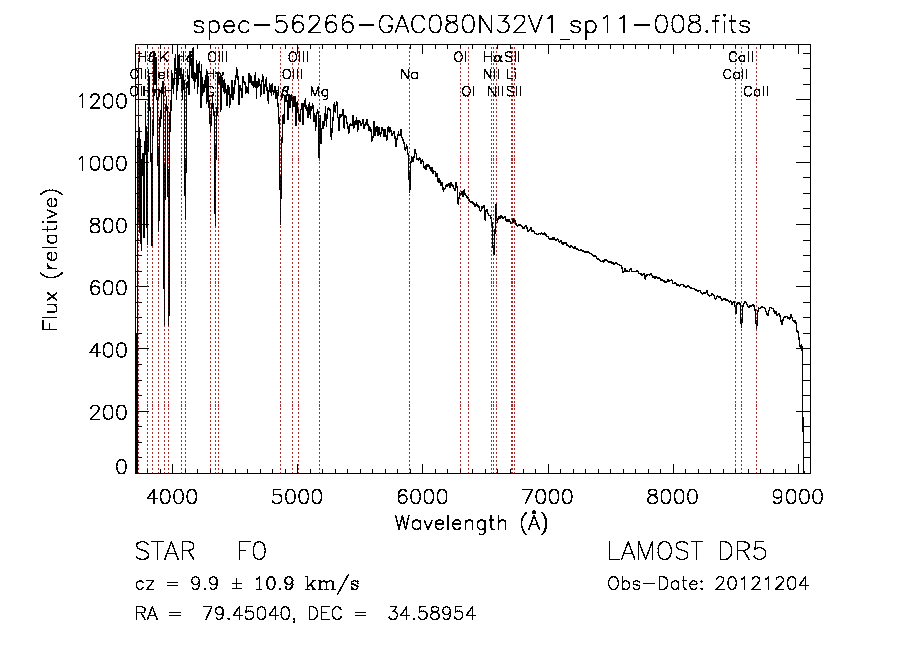 spec-56266-GAC080N32V1_sp11-008.fits
K OIII OIII OI Hα SII CaII
OIII NII Li CaII
Na
Mg OI NII SII CaII
1200
1000
800
600
400
200
0
Flux (relative)
4000 5000 6000 7000 8000 9000
Wavelength (Å)
STAR F0 LAMOST DR5
cz = 9.9 ± 10.9 km/s Obs-Date: 20121204
RA = 79.45040, DEC = 34.58954